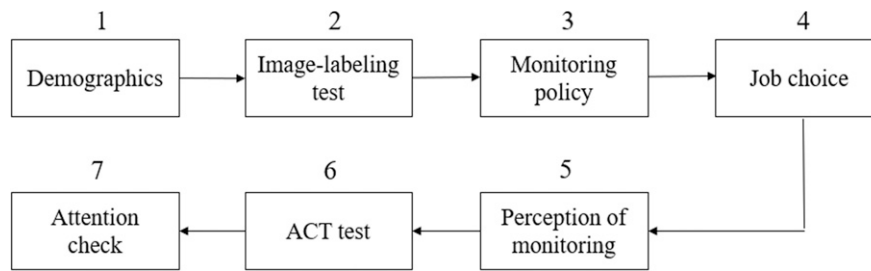 1
Demographics
2
Image-labeling
test
3
Monitoring
policy
4
Job choice
5
Perception of
monitoring
6
ACT test
7
Attention
check